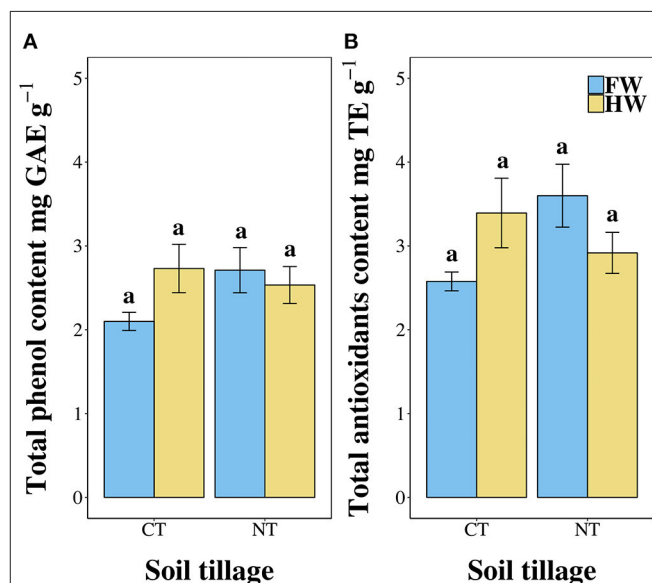 A
Total phenol content mg GAE g⁻¹
5
4
3
2
1
0
a
a
a
a
CT
NT
Soil tillage
B
Total antioxidants content mg TE g⁻¹
5
4
3
2
1
0
FW
HW
a
a
a
a
CT
NT
Soil tillage